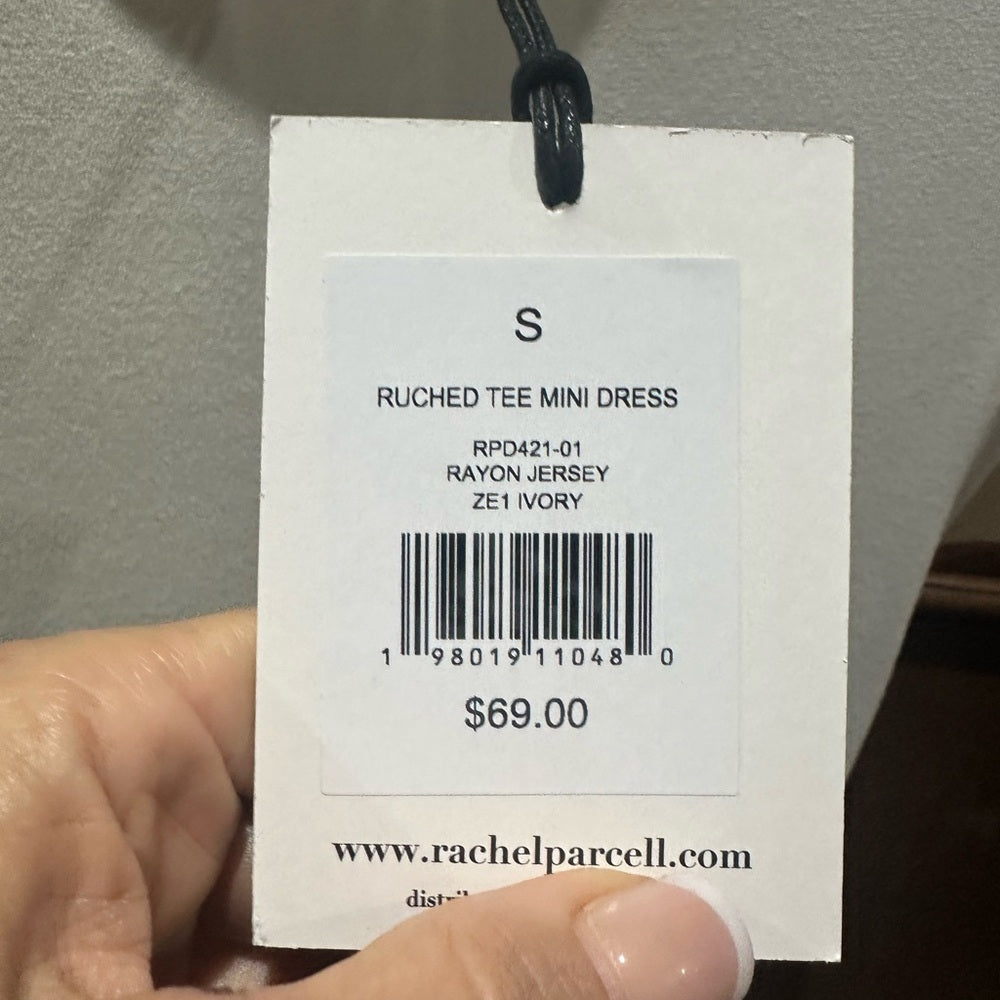 S
RUCHED TEE MINI DRESS
RPD421-01
RAYON JERSEY
ZE1 IVORY
1 98019 11048 0
$69.00
www.rachelparcell.com